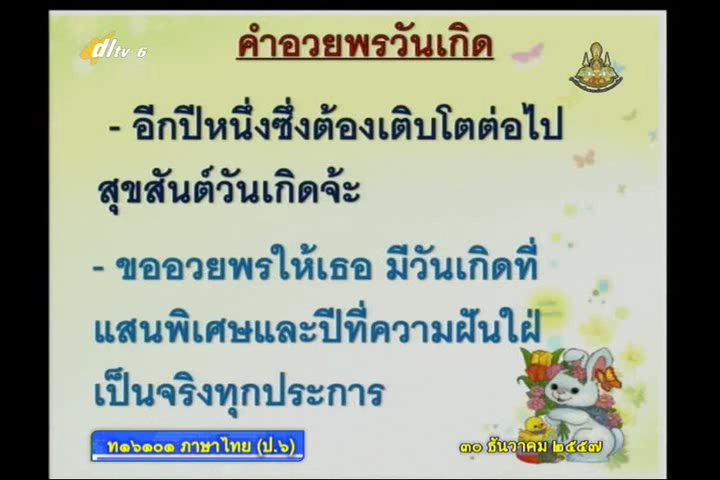 dltv 6
คำอวยพรวันเกิด
- อีกปีหนึ่งซึ่งต้องเติบโตต่อไป
สุขสันต์วันเกิดจ้ะ
- ขออวยพรให้เธอ มีวันเกิดที่
แสนพิเศษและปีที่ความฝันใฝ่
เป็นจริงทุกประการ
ท๑๖๑๐๑ ภาษาไทย (ป.๖)
๓๐ ธันวาคม ๒๕๕๗